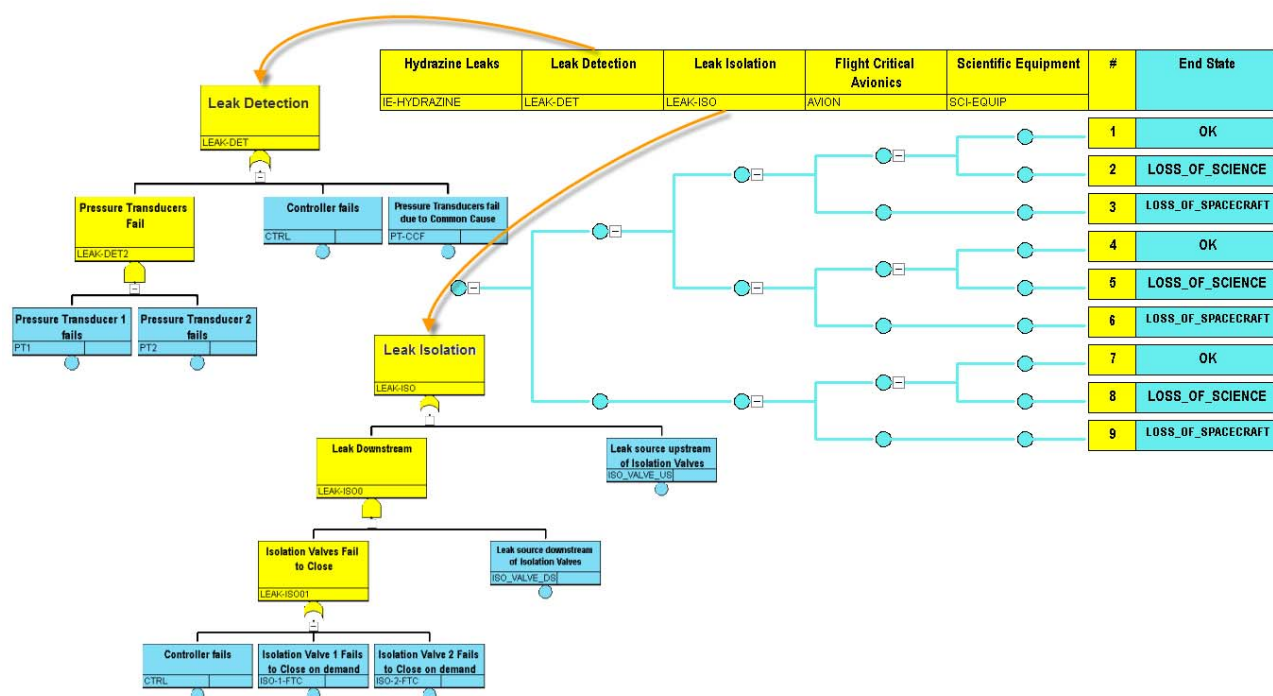 Hydrazine Leaks
IE-HYDRAZINE
Leak Detection
LEAK-DET
Leak Isolation
LEAK-ISO
Flight Critical
Avionics
AVION
Scientific Equipment
SCI-EQUIP
#
End State
1
OK
2
LOSS_OF_SCIENCE
3
LOSS_OF_SPACECRAFT
4
OK
5
LOSS_OF_SCIENCE
6
LOSS_OF_SPACECRAFT
7
OK
8
LOSS_OF_SCIENCE
9
LOSS_OF_SPACECRAFT
Leak Detection
LEAK-DET
Pressure Transducers
Fail
LEAK-DET2
Controller fails
CTRL
Pressure Transducers fail
due to Common Cause
PT-CCF
Pressure Transducer 1
fails
PT1
Pressure Transducer 2
fails
PT2
Leak Isolation
LEAK-ISO
Leak Downstream
LEAK-ISO0
Leak source upstream
of Isolation Valves
ISO_VALVE_US
Isolation Valves Fail
to Close
LEAK-ISO01
Leak source downstream
of Isolation Valves
ISO_VALVE_DS
Controller fails
CTRL
Isolation Valve 1 Fails
to Close on demand
ISO-1-FTC
Isolation Valve 2 Fails
to Close on demand
ISO-2-FTC